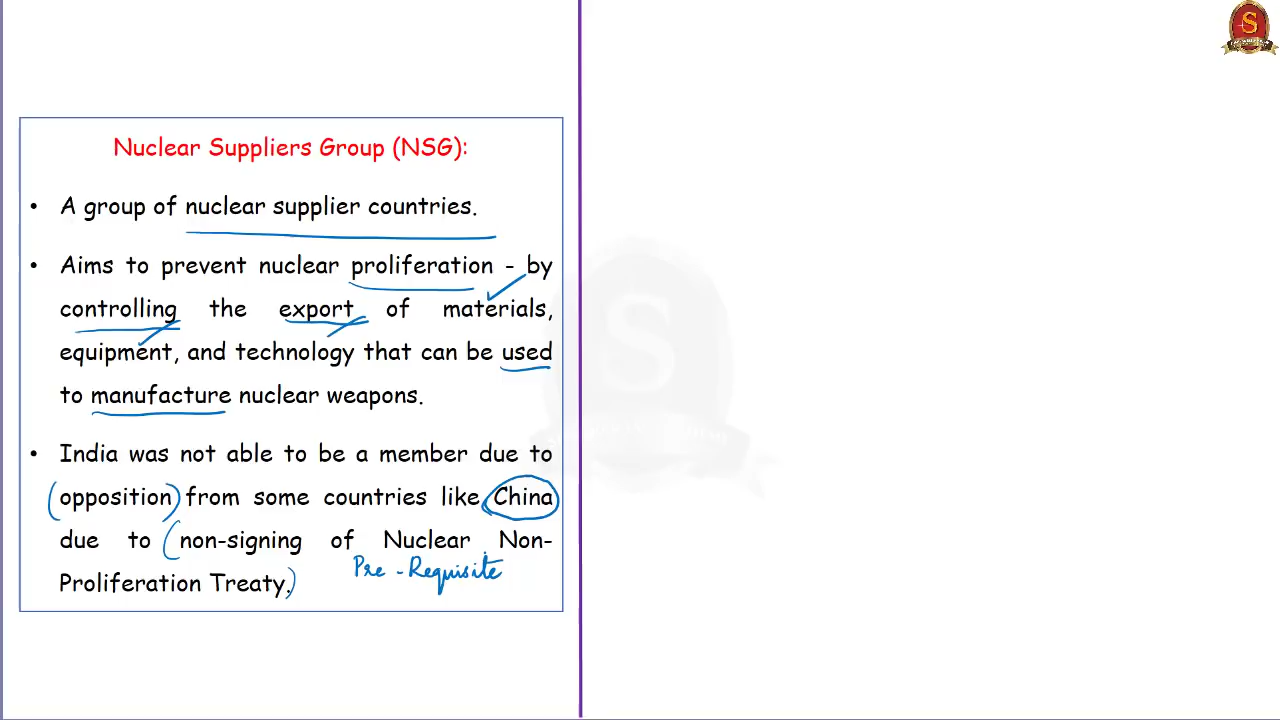 Nuclear Suppliers Group (NSG):
• A group of nuclear supplier countries.
• Aims to prevent nuclear proliferation - by
controlling the export of materials,
equipment, and technology that can be used
to manufacture nuclear weapons.
• India was not able to be a member due to
(opposition) from some countries like China
due to (non-signing of Nuclear Non-
Proliferation Treaty.)
Pre-Requisite
S